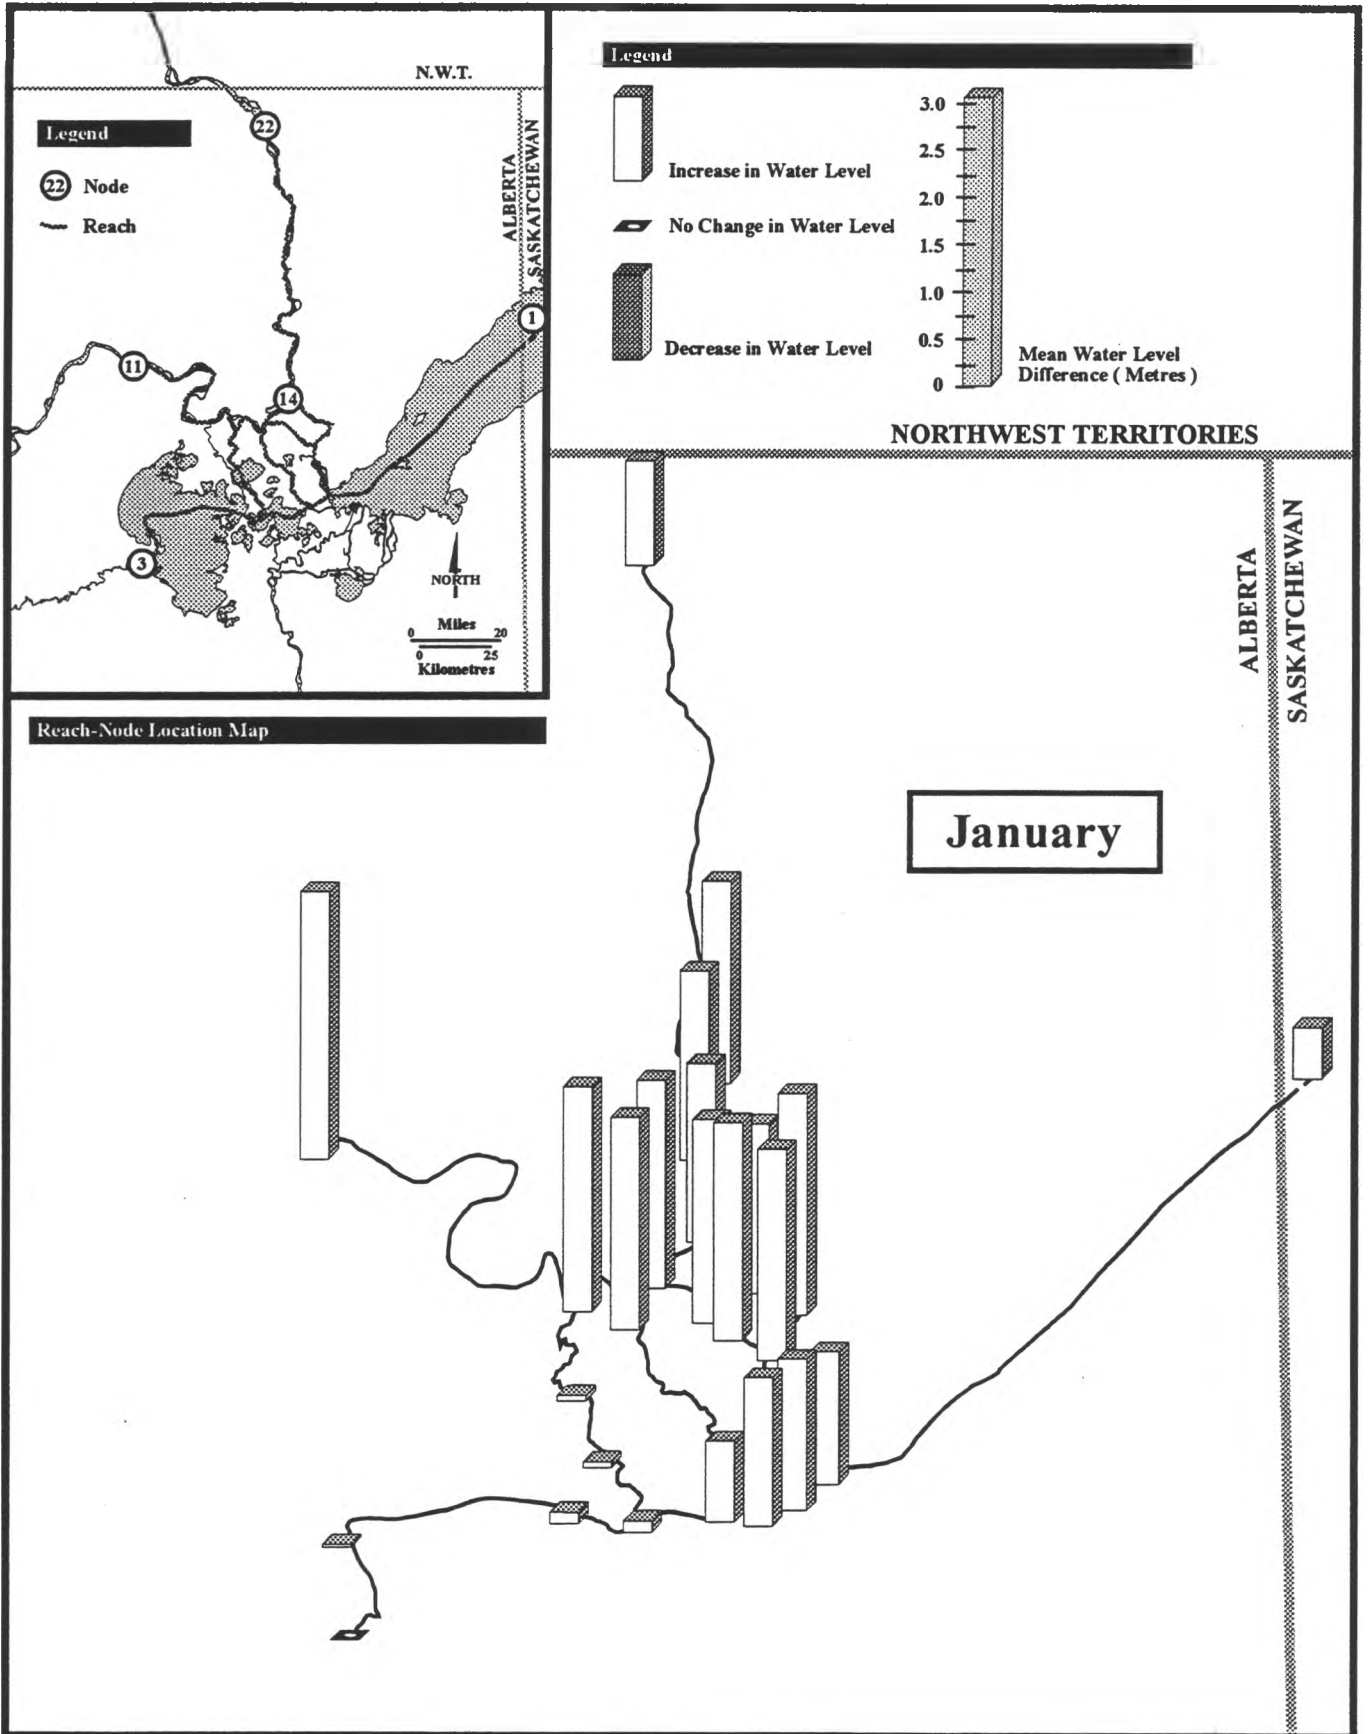 N.W.T.
Legend
22
22 Node
Reach
ALBERTA
SASKATCHEWAN
1
11
14
3
NORTH
Miles
0 20
0 25
Kilometres
Reach-Node Location Map
Legend
Increase in Water Level
No Change in Water Level
Decrease in Water Level
3.0
2.5
2.0
1.5
1.0
0.5
0
Mean Water Level
Difference ( Metres )
NORTHWEST TERRITORIES
ALBERTA
SASKATCHEWAN
January